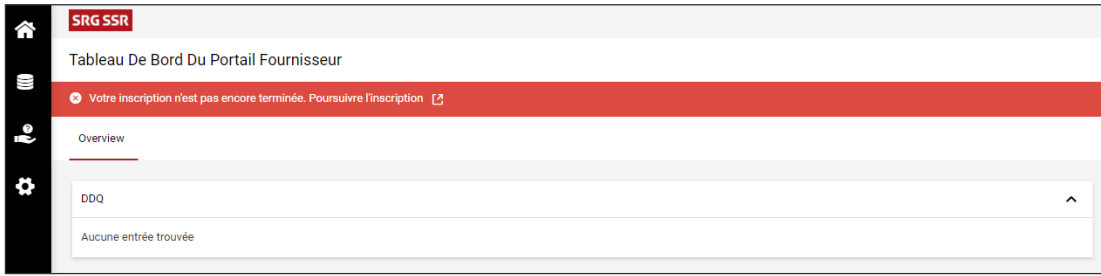 SRG SSR
Tableau De Bord Du Portail Fournisseur
Votre inscription n'est pas encore terminée. Poursuivre l'inscription
Overview
DDQ
Aucune entrée trouvée